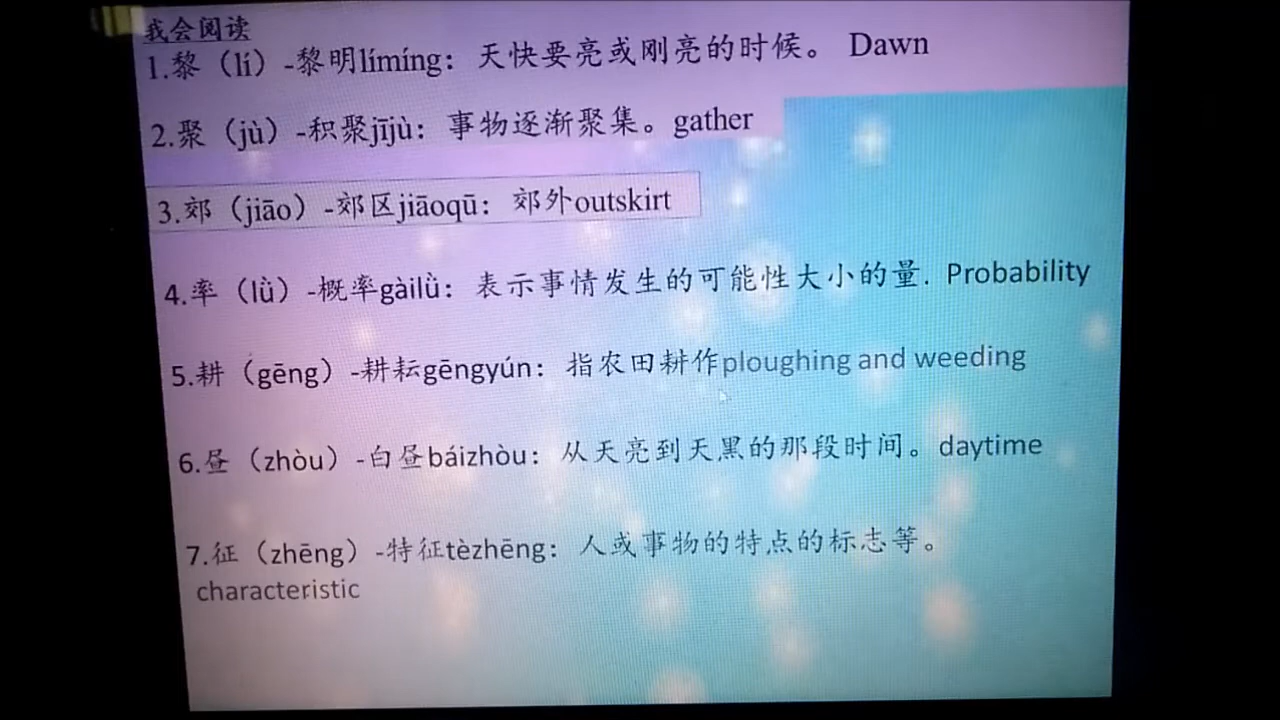 我会阅读
1.黎（lí）-黎明límíng：天快要亮或刚亮的时候。 Dawn
2.聚（jù）-积聚jījù：事物逐渐聚集。gather
3.郊（jiāo）-郊区jiāoqū：郊外outskirt
4.率（lǜ）-概率gàilǜ：表示事情发生的可能性大小的量. Probability
5.耕（gēng）-耕耘gēngyún：指农田耕作ploughing and weeding
6.昼（zhòu）-白昼báizhòu：从天亮到天黑的那段时间。daytime
7.征（zhēng）-特征tèzhēng：人或事物的特点的标志等。
characteristic